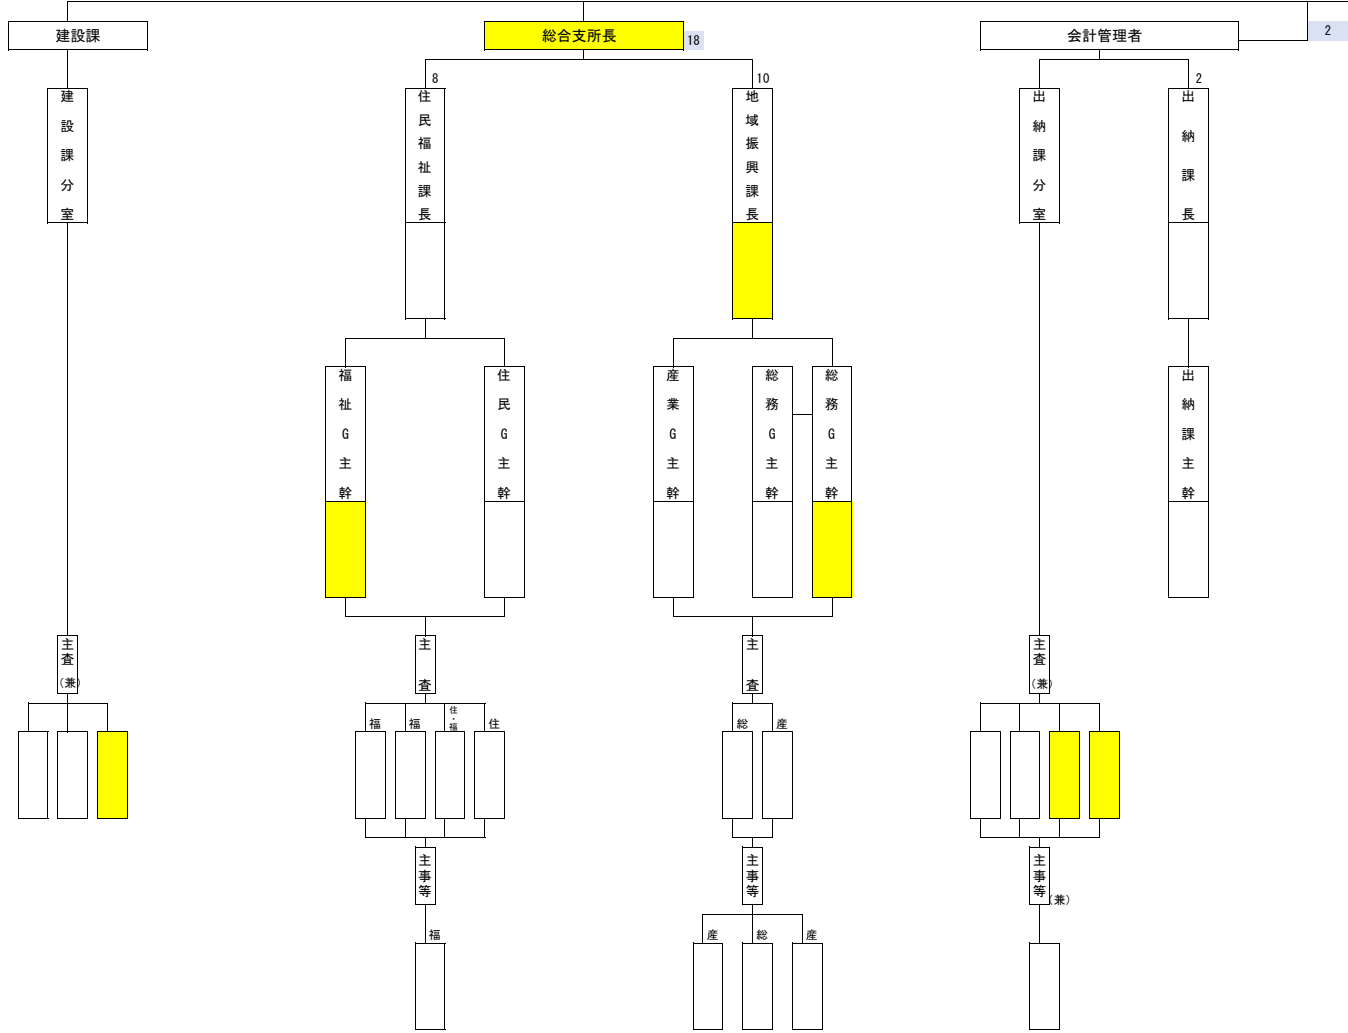 建設課
総合支所長
18
会計管理者
2
8
10
2
建設課分室
住民福祉課長
地域振興課長
出納課分室
出納課長
福祉G主幹
住民G主幹
産業G主幹
総務G主幹
総務G主幹
出納課主幹
主査
(兼)
主査
主査
主査
(兼)
福
福
住・福
住
総
産
主事等
主事等
主事等
(兼)
福
産
総
産